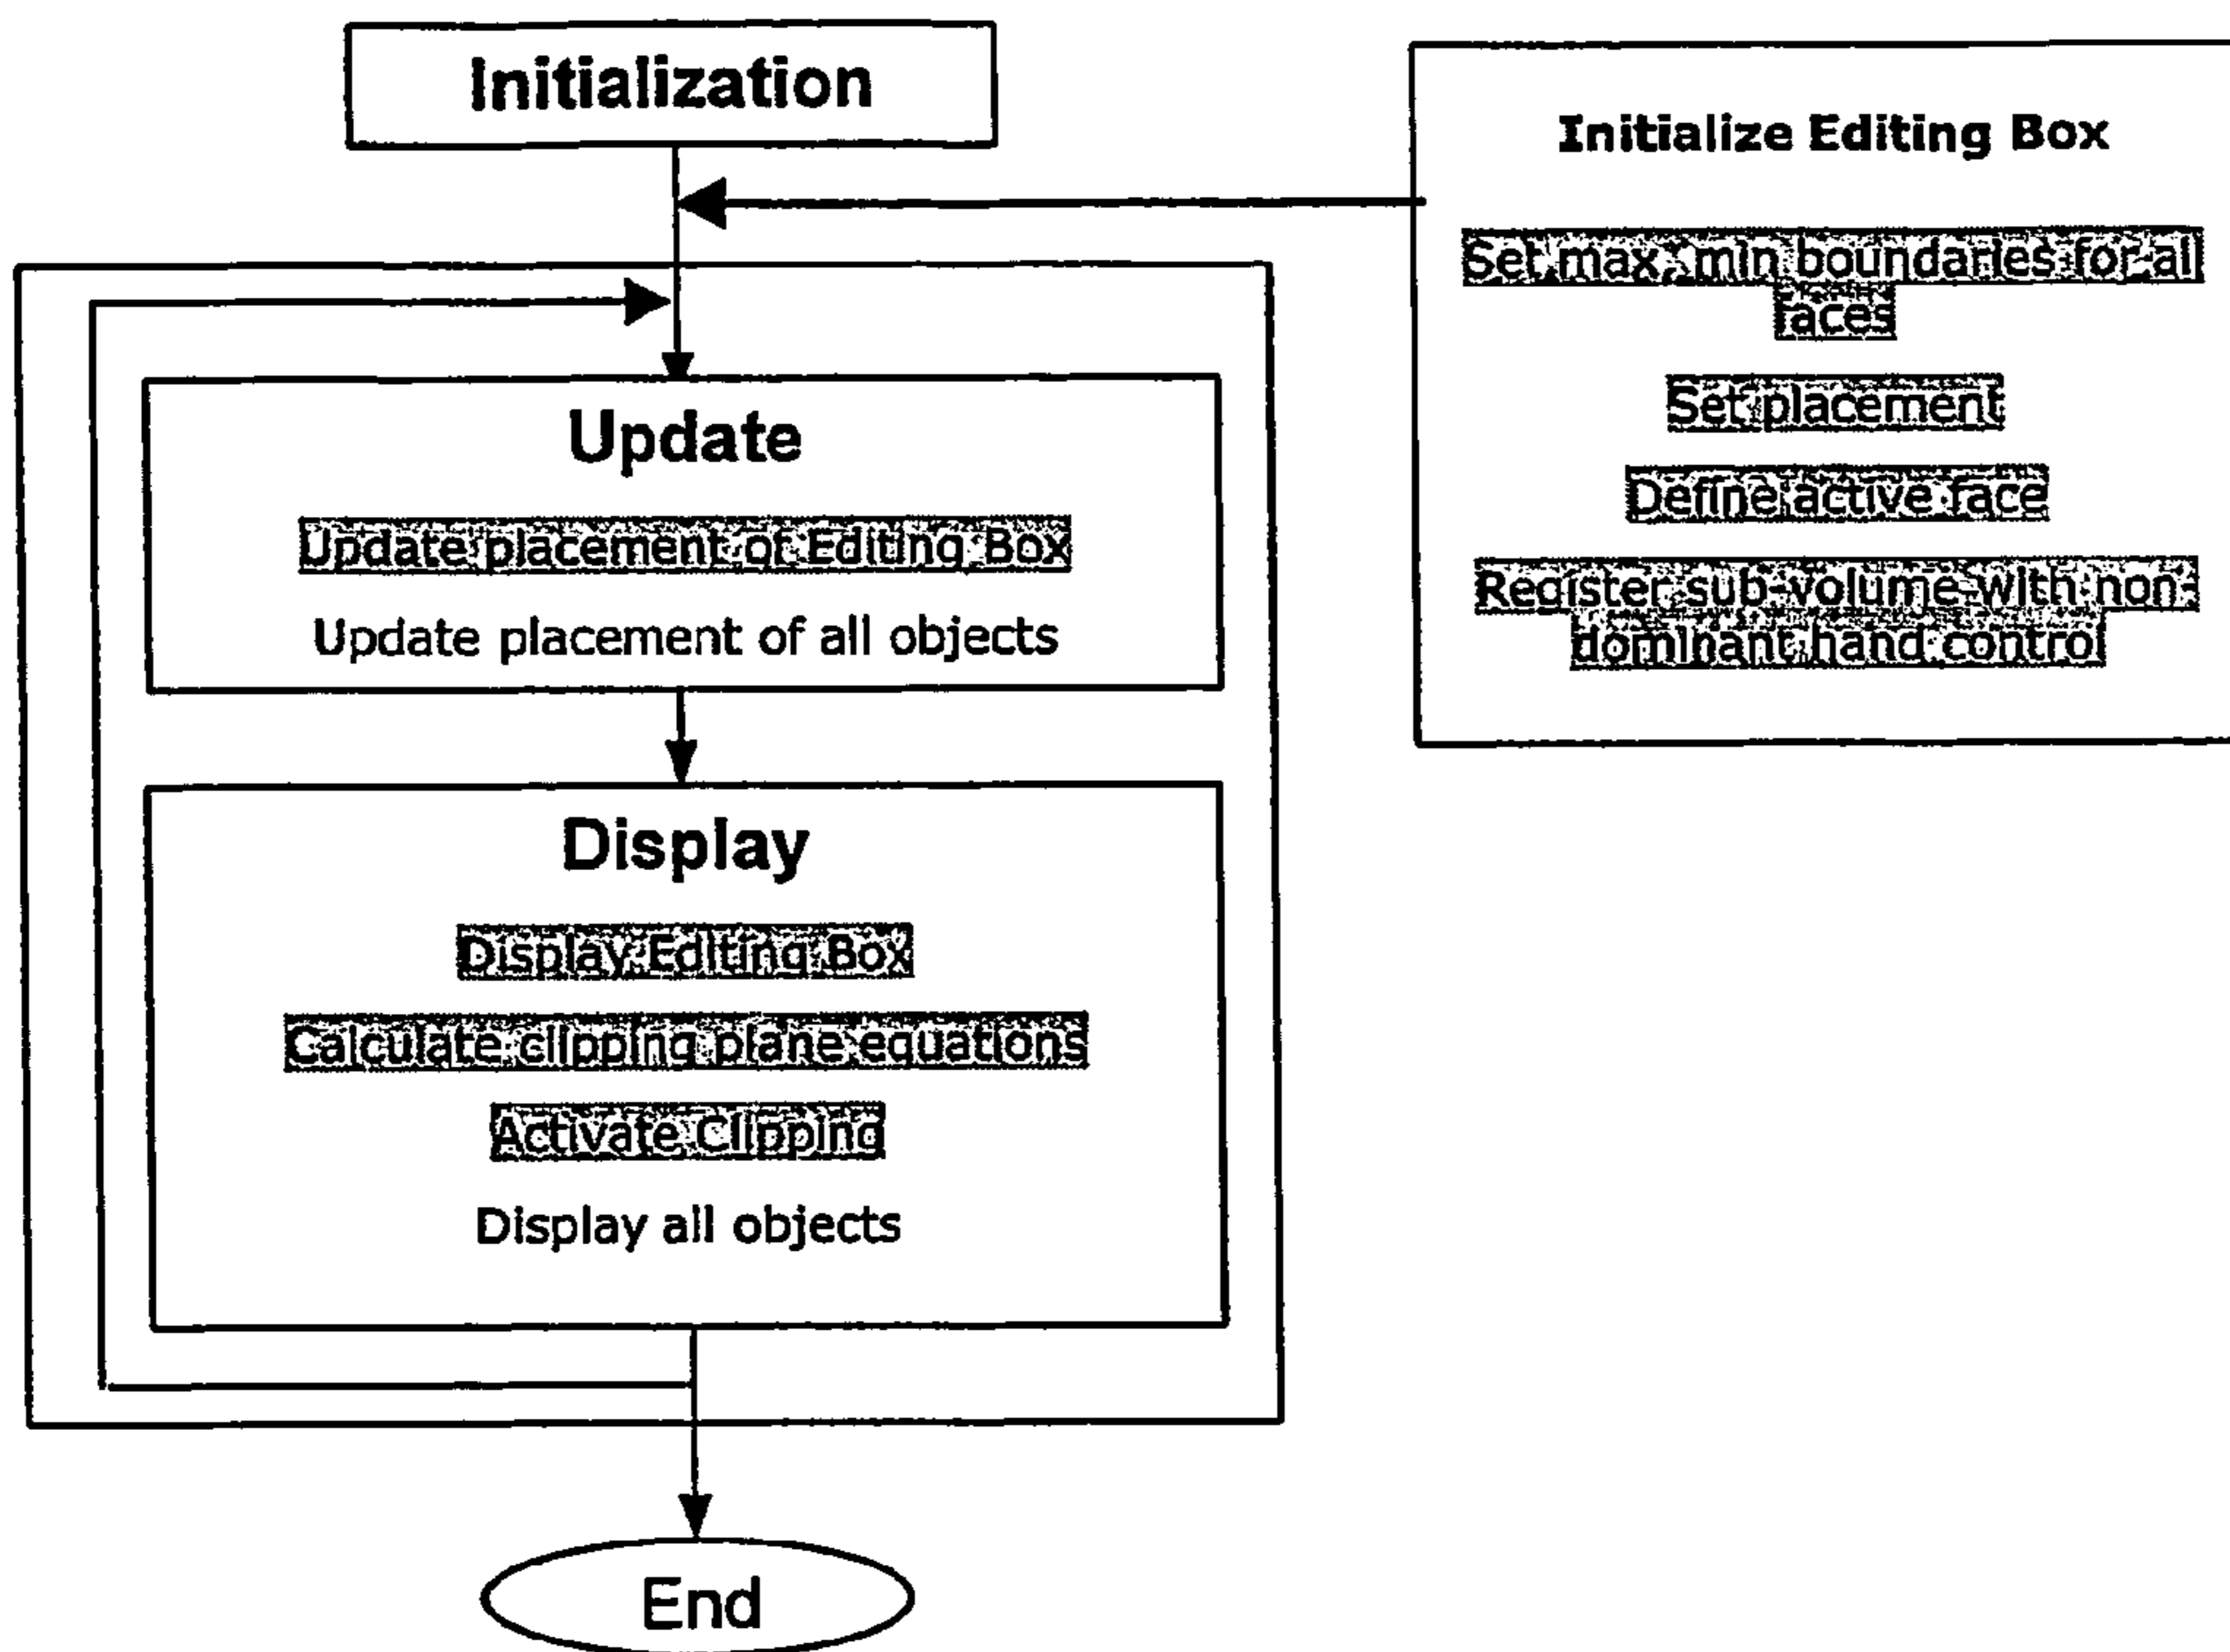 Initialization
Update
Update placement of Editing Box
Update placement of all objects
Display
Display Editing Box
Calculate clipping plane equations
Activate Clipping
Display all objects
End
Initialize Editing Box
Set max, min boundaries for all
faces
Set placement
Define active face
Register sub-volume with non-
dominant hand control